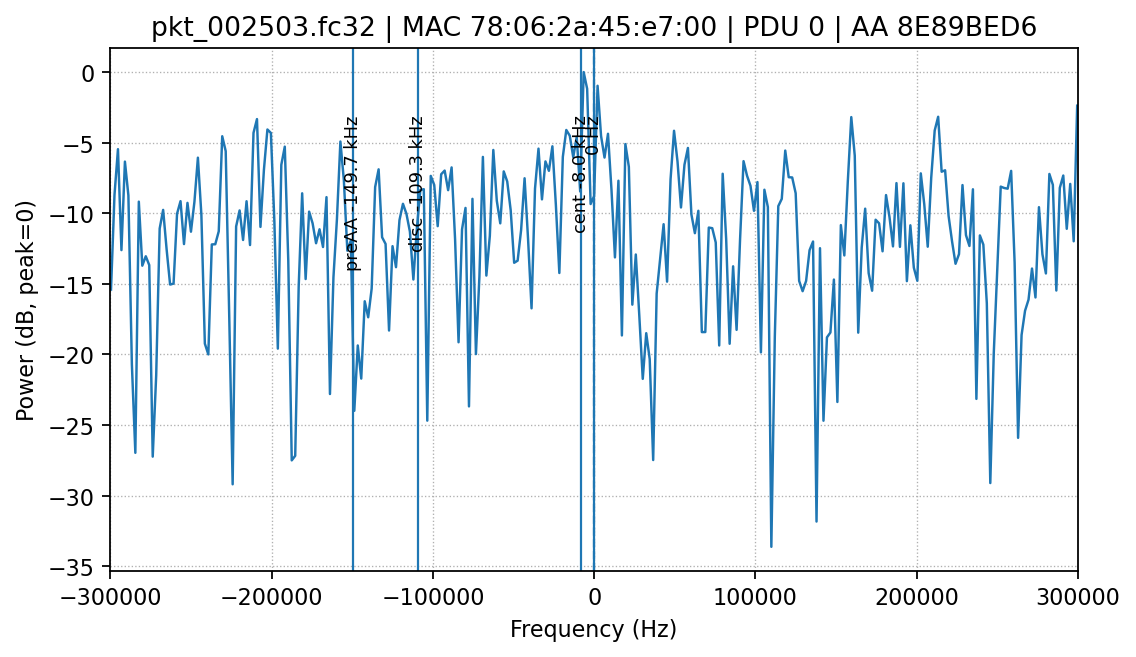 pkt_002503.fc32 | MAC 78:06:2a:45:e7:00 | PDU 0 | AA 8E89BED6
Power (dB, peak=0)
0
−5
−10
−15
−20
−25
−30
−35
preAA -149.7 kHz
disc -109.3 kHz
cent -8.0 kHz
0 Hz
−300000
−200000
−100000
0
100000
200000
300000
Frequency (Hz)